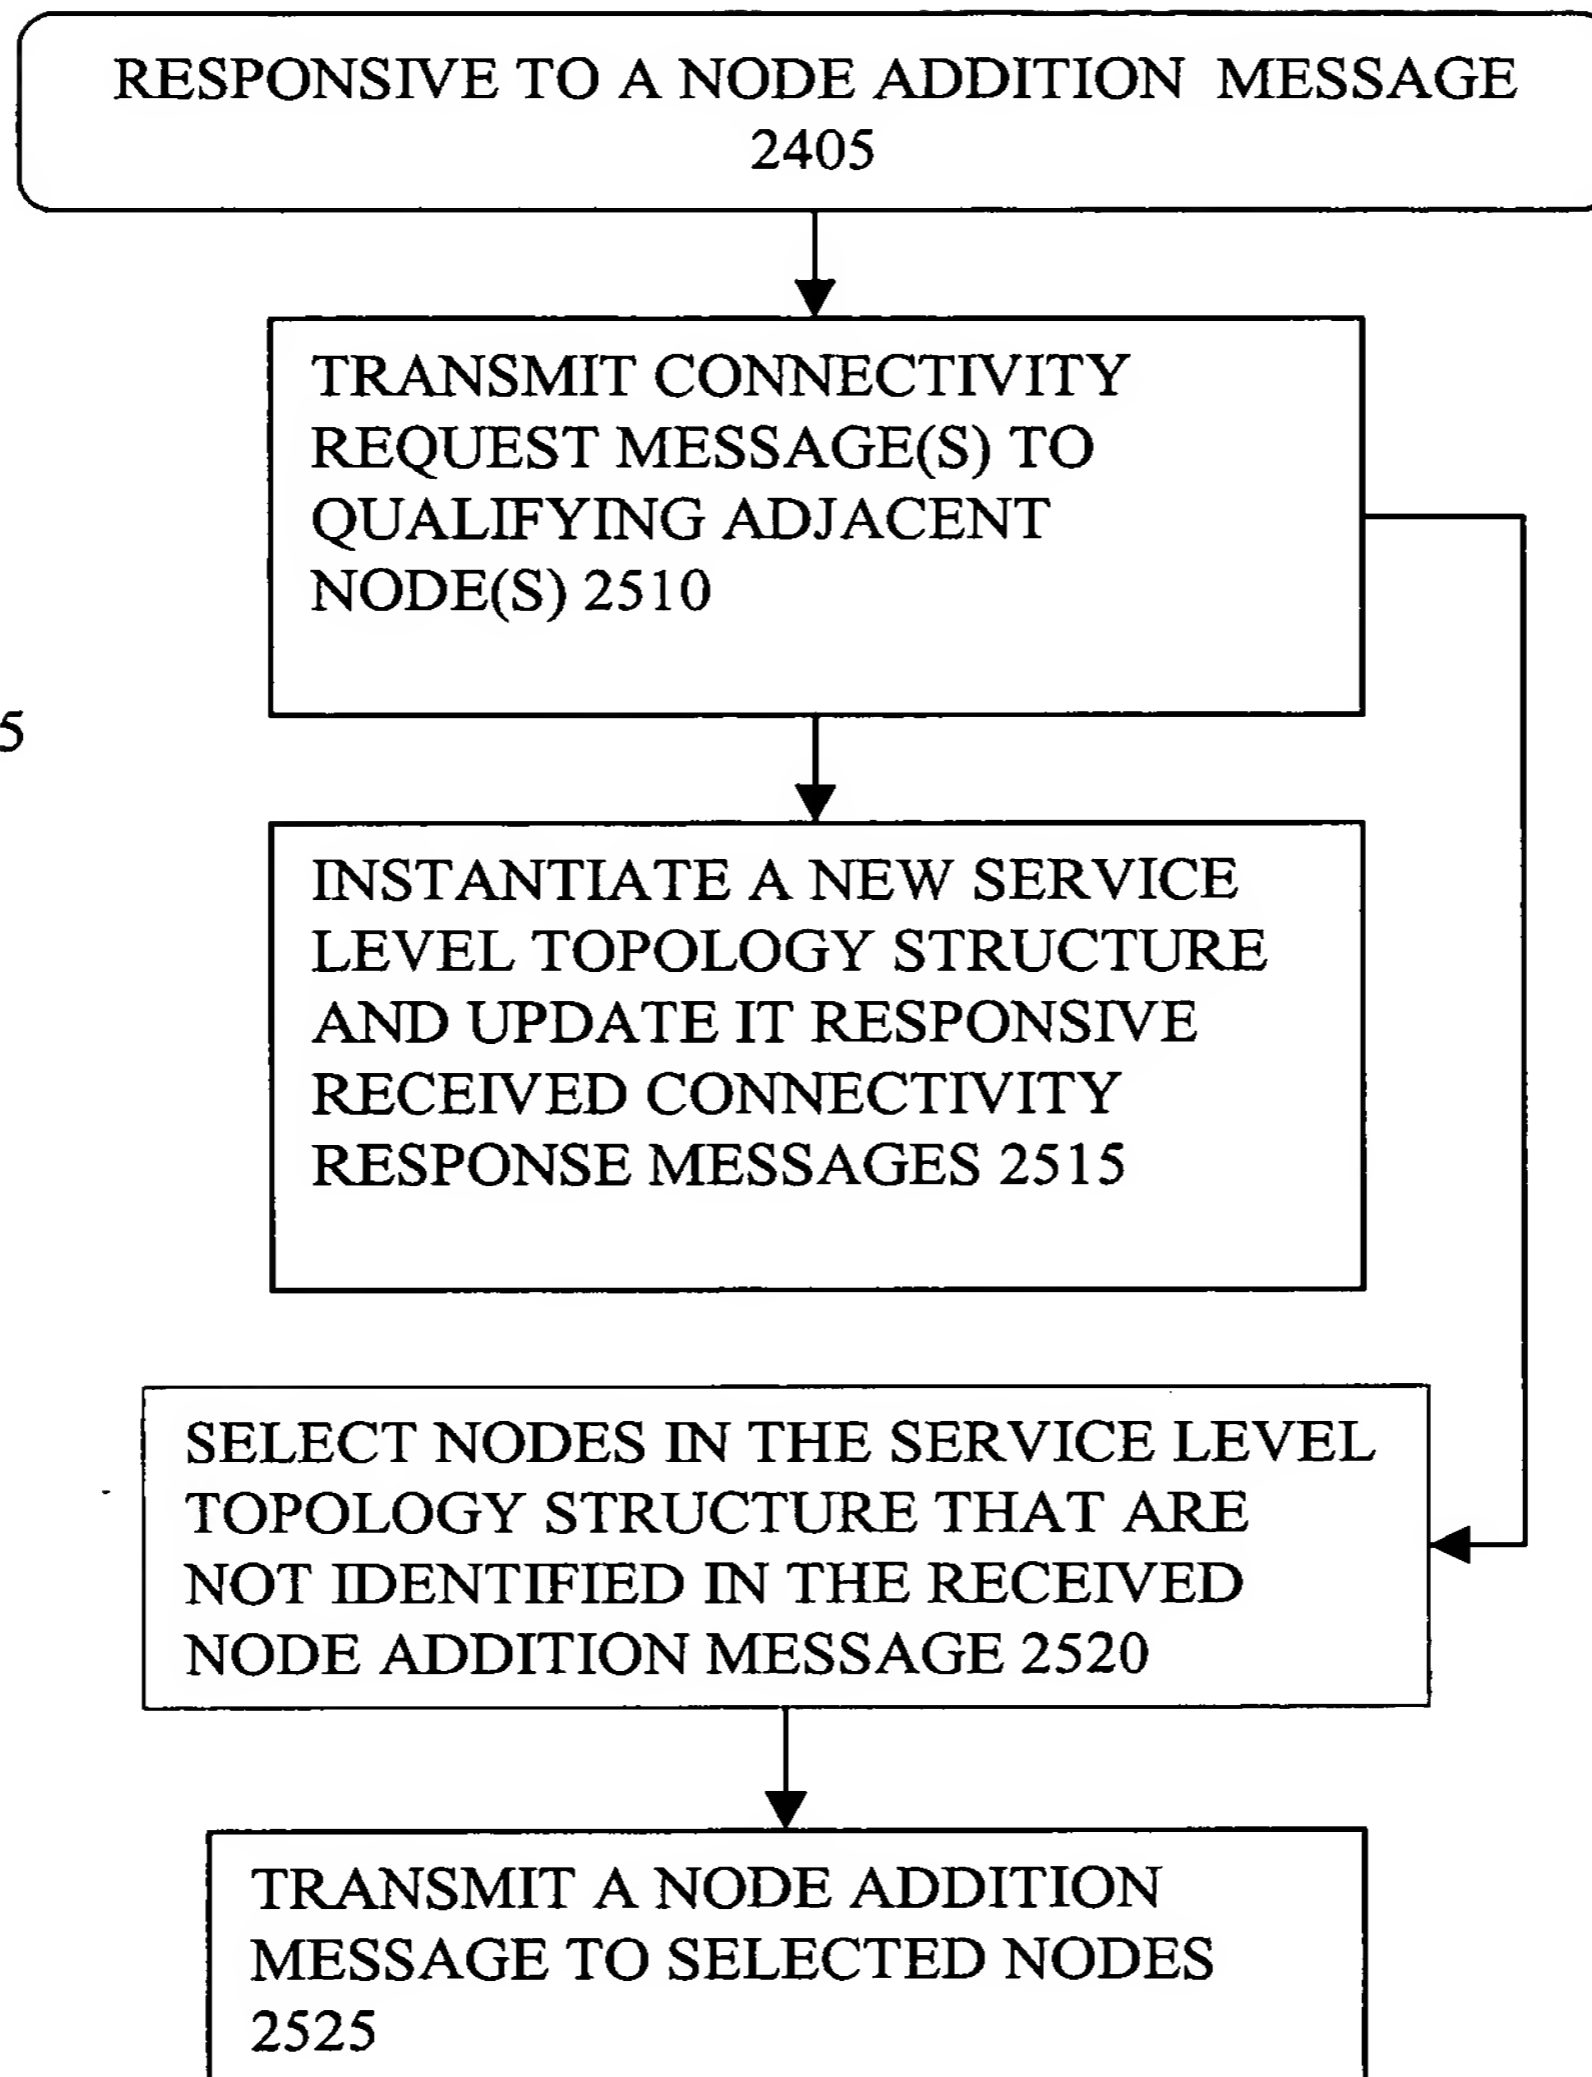 RESPONSIVE TO A NODE ADDITION MESSAGE
2405
TRANSMIT CONNECTIVITY
REQUEST MESSAGE(S) TO
QUALIFYING ADJACENT
NODE(S) 2510
5
INSTANTIATE A NEW SERVICE
LEVEL TOPOLOGY STRUCTURE
AND UPDATE IT RESPONSIVE
RECEIVED CONNECTIVITY
RESPONSE MESSAGES 2515
SELECT NODES IN THE SERVICE LEVEL
TOPOLOGY STRUCTURE THAT ARE
NOT IDENTIFIED IN THE RECEIVED
NODE ADDITION MESSAGE 2520
TRANSMIT A NODE ADDITION
MESSAGE TO SELECTED NODES
2525